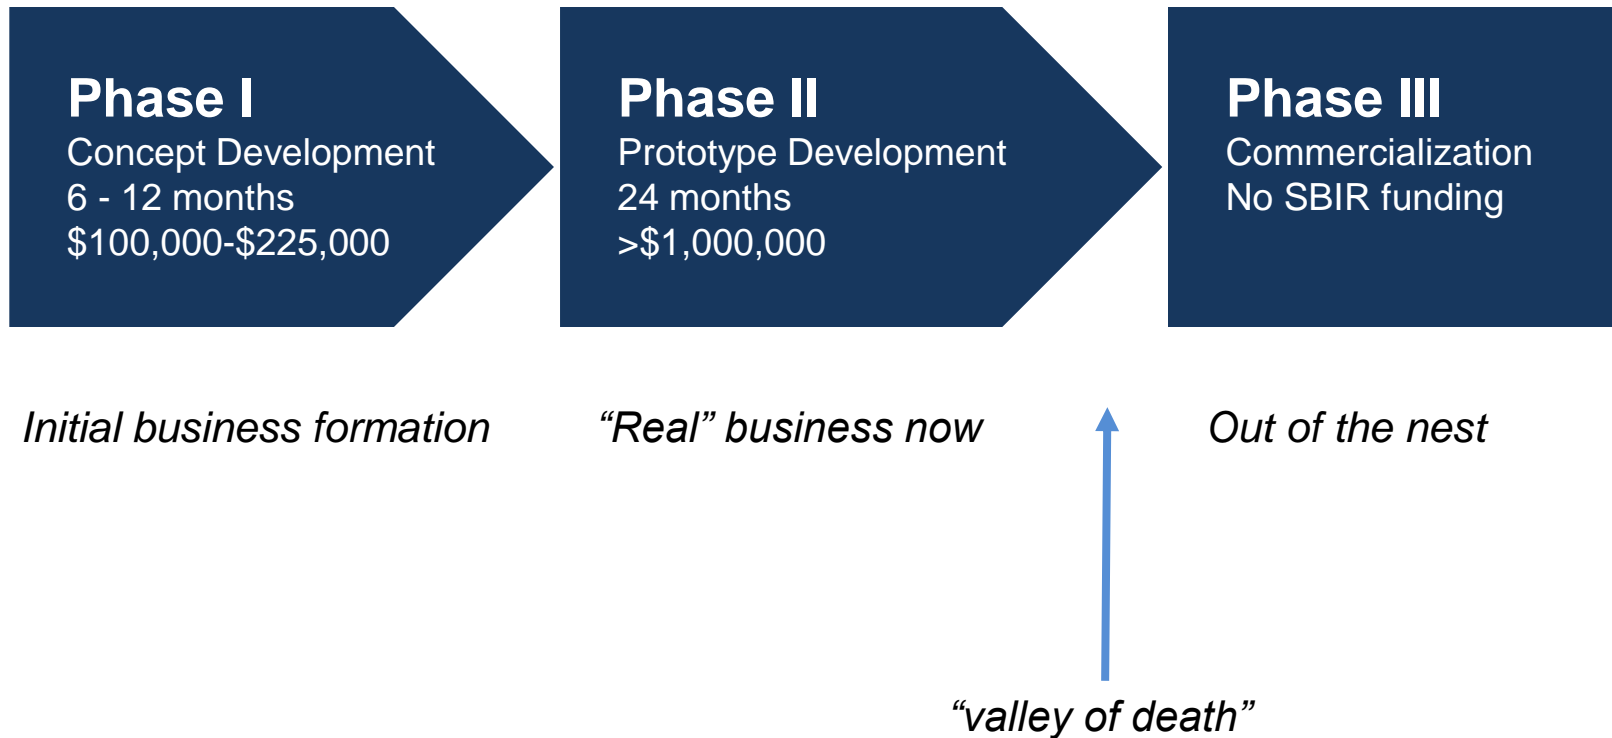 Phase I
Concept Development
6 - 12 months
$100,000-$225,000
Phase II
Prototype Development
24 months
>$1,000,000
Phase III
Commercialization
No SBIR funding
Initial business formation
“Real” business now
Out of the nest
“valley of death”